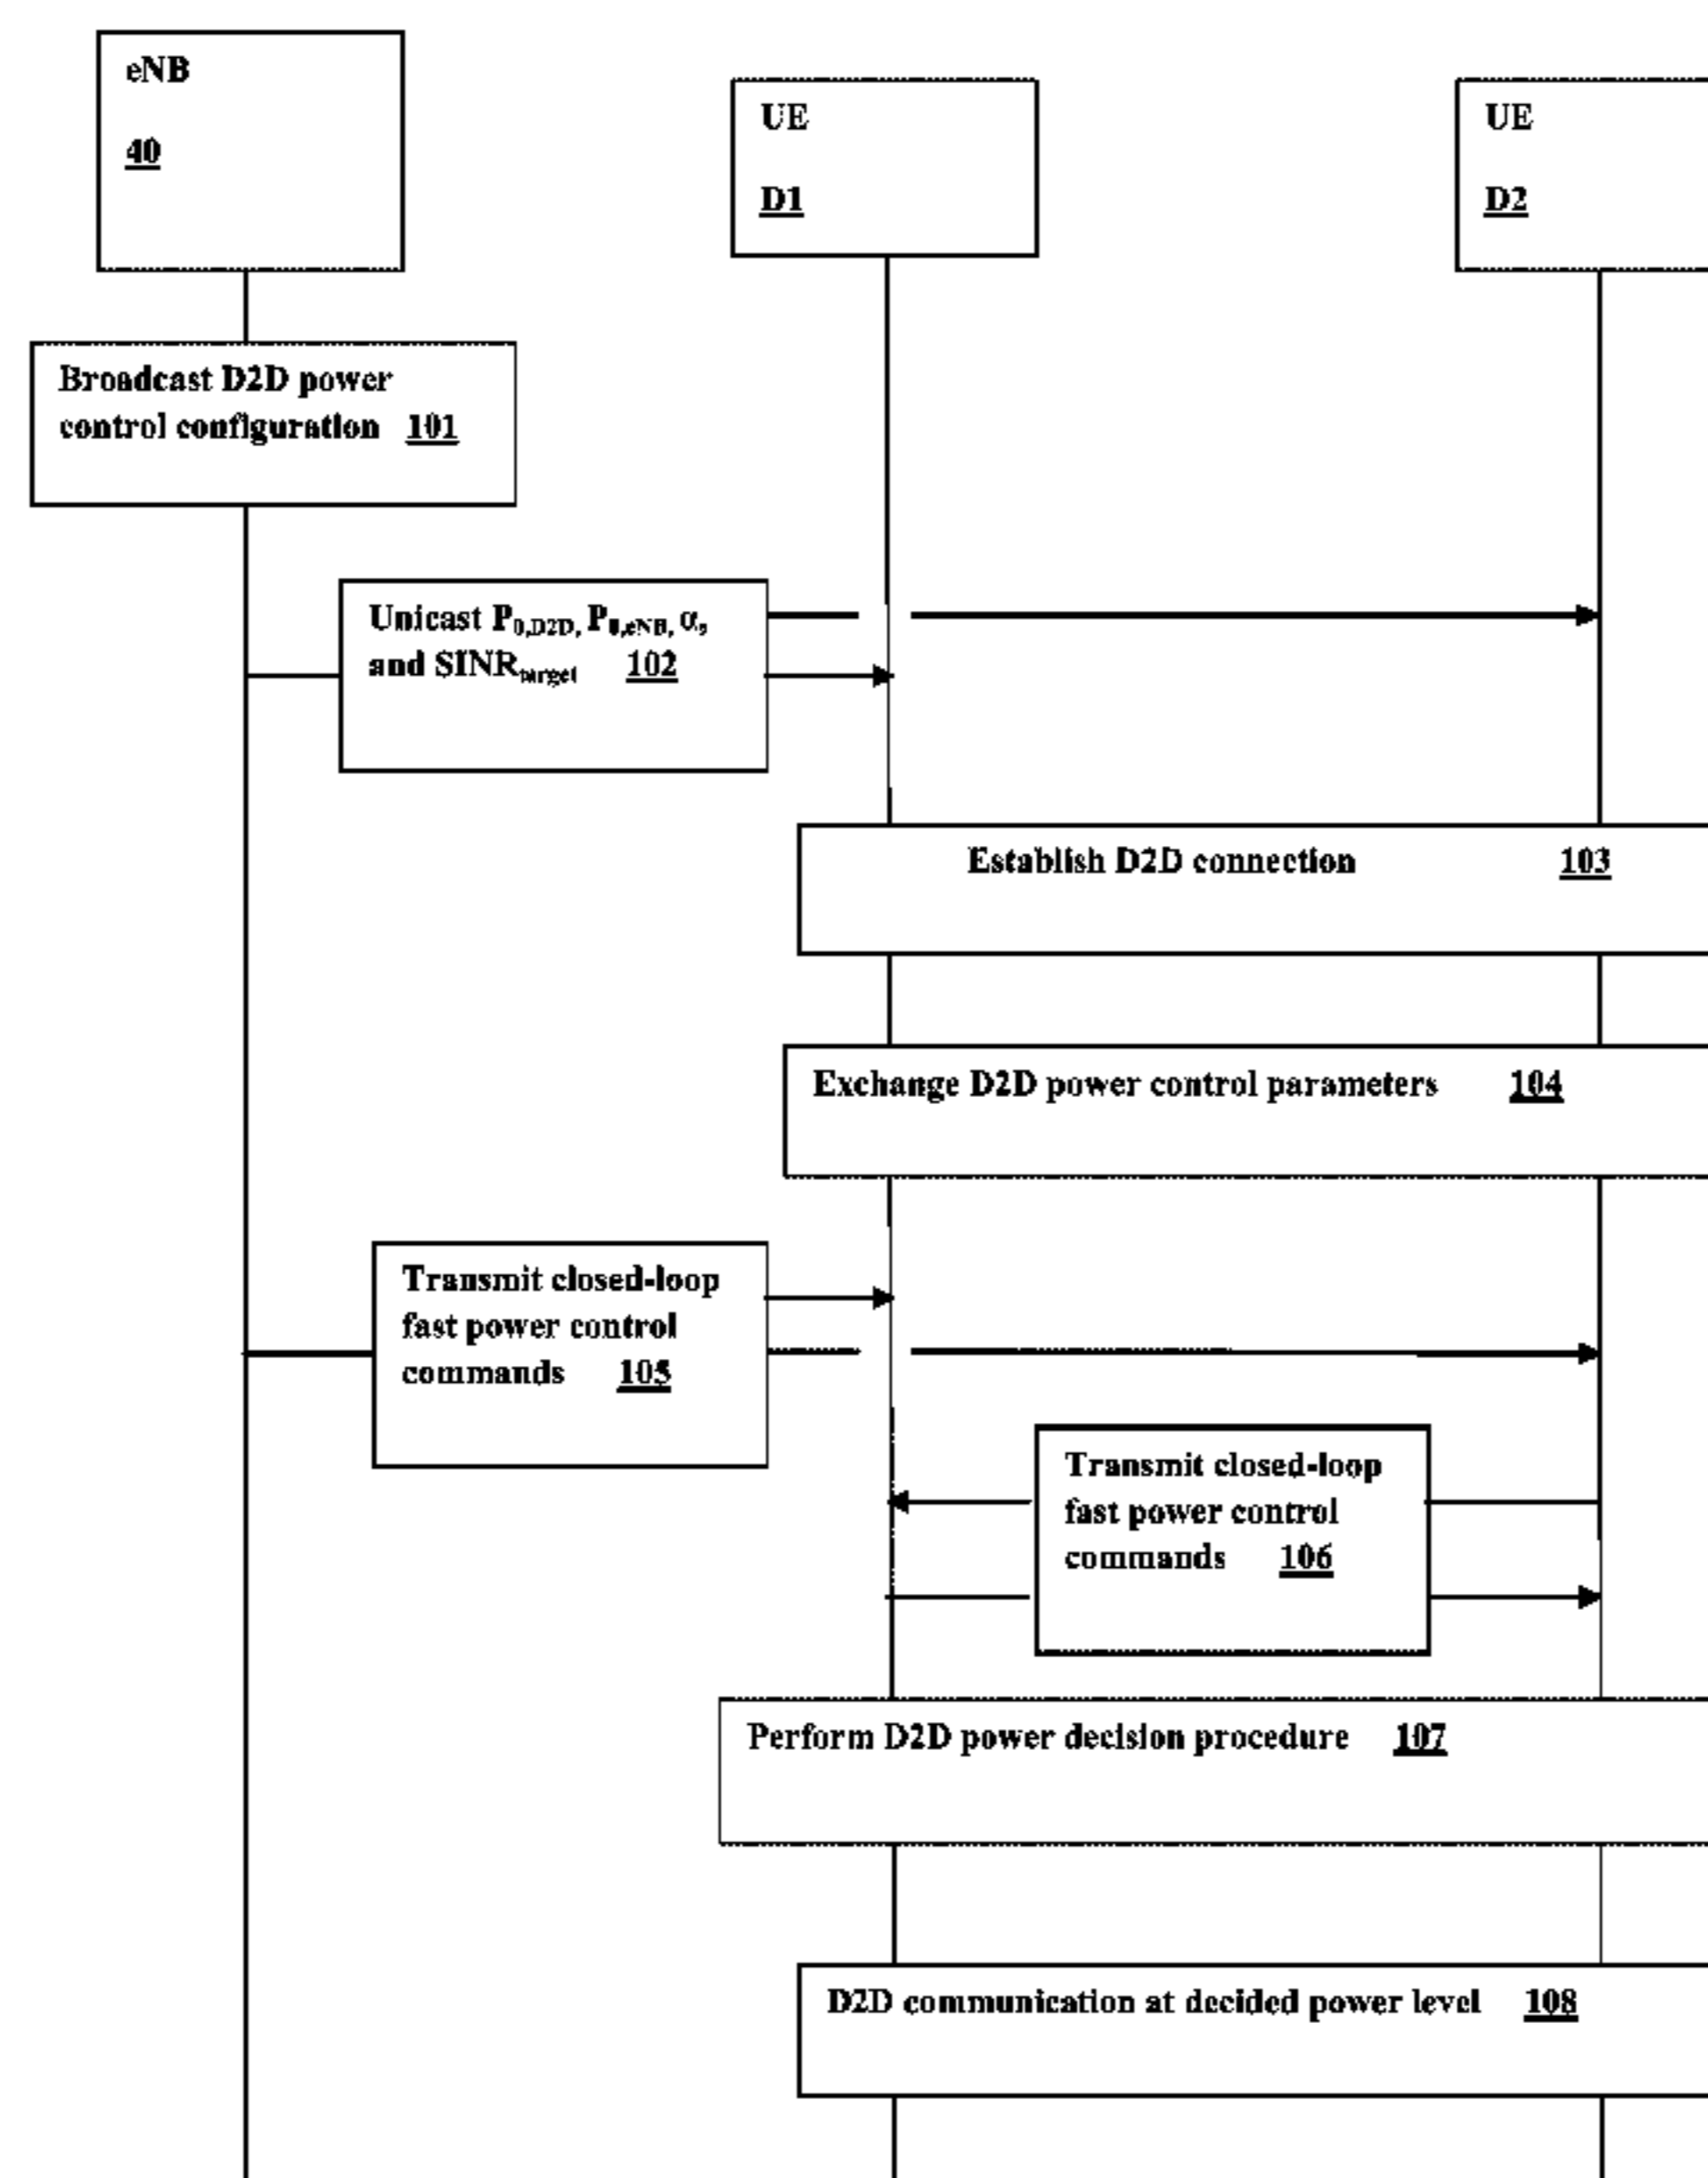 eNB
40
UE
D1
UE
D2
Broadcast D2D power
control configuration 101
Unicast P0,D2D, P0,eNB, α,
and SINRtarget 102
Establish D2D connection 103
Exchange D2D power control parameters 104
Transmit closed-loop
fast power control
commands 105
Transmit closed-loop
fast power control
commands 106
Perform D2D power decision procedure 107
D2D communication at decided power level 108